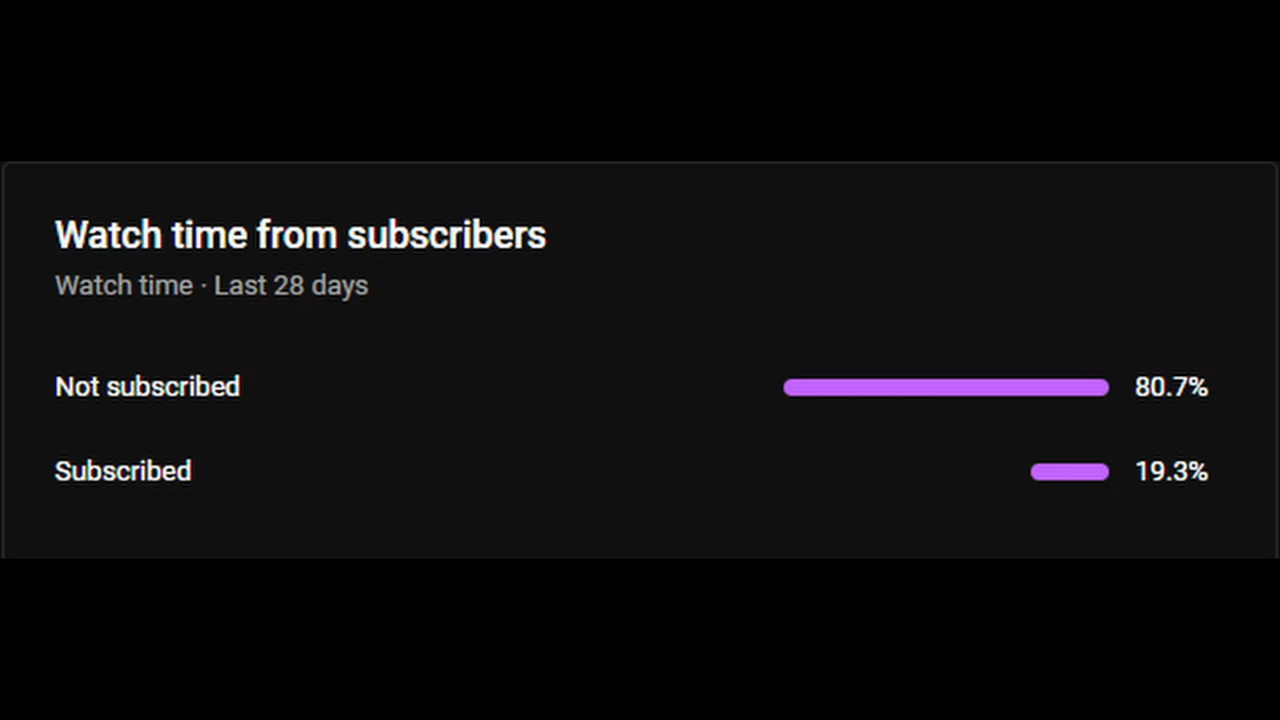 Watch time from subscribers
Watch time · Last 28 days
Not subscribed 80.7%
Subscribed 19.3%